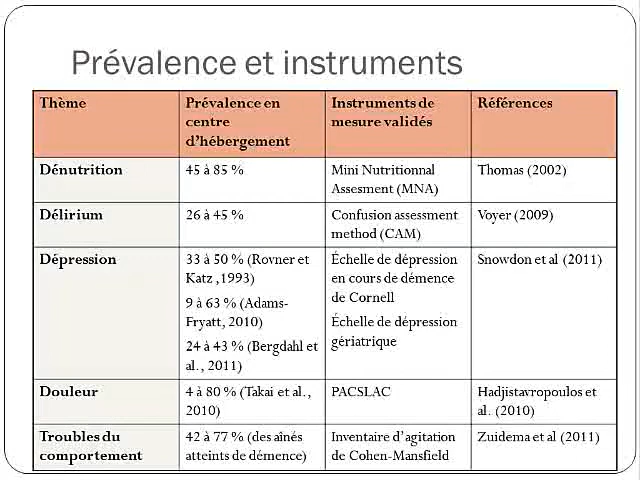 Prévalence et instruments
Thème
Prévalence en
centre
d'hébergement
Instruments de
mesure validés
Références
Dénutrition
45 à 85 %
Mini Nutritionnal
Assesment (MNA)
Thomas (2002)
Délirium
26 à 45 %
Confusion assessment
method (CAM)
Voyer (2009)
Dépression
33 à 50 % (Rovner et
Katz ,1993)
9 à 63 % (Adams-
Fryatt, 2010)
24 à 43 % (Bergdahl et
al., 2011)
Échelle de dépression
en cours de démence
de Cornell
Échelle de dépression
gériatrique
Snowdon et al (2011)
Douleur
4 à 80 % (Takai et al.,
2010)
PACSLAC
Hadjistavropoulos et
al. (2010)
Troubles du
comportement
42 à 77 % (des aînés
atteints de démence)
Inventaire d'agitation
de Cohen-Mansfield
Zuidema et al (2011)